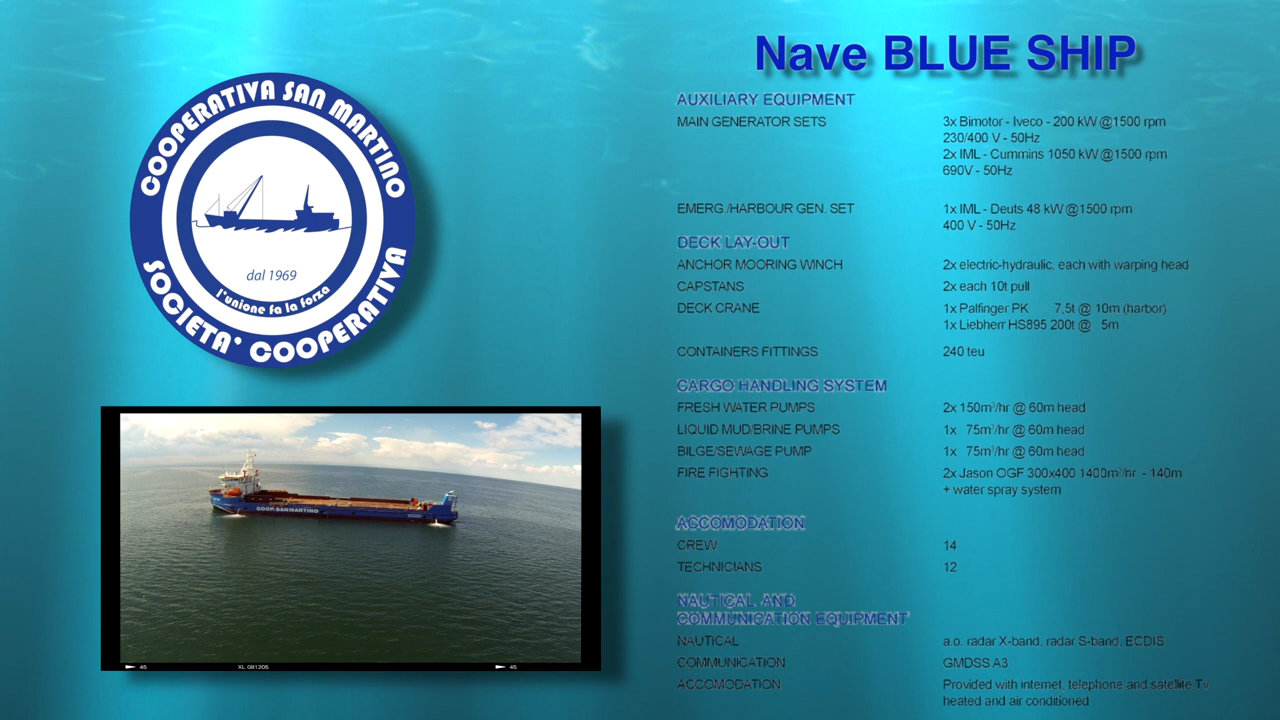 COOPERATIVA SAN MARTINO
dal 1969
l'unione fa la forza
SOCIETA' COOPERATIVA
COOP.SANMARTINO
45 XL 081205 45
Nave BLUE SHIP
AUXILIARY EQUIPMENT
MAIN GENERATOR SETS 3x Bimotor - Iveco - 200 kW @1500 rpm
230/400 V - 50Hz
2x IML - Cummins 1050 kW @1500 rpm
690V - 50Hz
EMERG./HARBOUR GEN. SET 1x IML - Deuts 48 kW @1500 rpm
400 V - 50Hz
DECK LAY-OUT
ANCHOR MOORING WINCH 2x electric-hydraulic, each with warping head
CAPSTANS 2x each 10t pull
DECK CRANE 1x Palfinger PK 7,5t @ 10m (harbor)
1x Liebherr HS895 200t @ 5m
CONTAINERS FITTINGS 240 teu
CARGO HANDLING SYSTEM
FRESH WATER PUMPS 2x 150m³/hr @ 60m head
LIQUID MUD/BRINE PUMPS 1x 75m³/hr @ 60m head
BILGE/SEWAGE PUMP 1x 75m³/hr @ 60m head
FIRE FIGHTING 2x Jason OGF 300x400 1400m³/hr - 140m
+ water spray system
ACCOMODATION
CREW 14
TECHNICIANS 12
NAUTICAL AND
COMMUNICATION EQUIPMENT
NAUTICAL a.o. radar X-band, radar S-band, ECDIS
COMMUNICATION GMDSS A3
ACCOMODATION Provided with internet, telephone and satellite Tv
heated and air conditioned